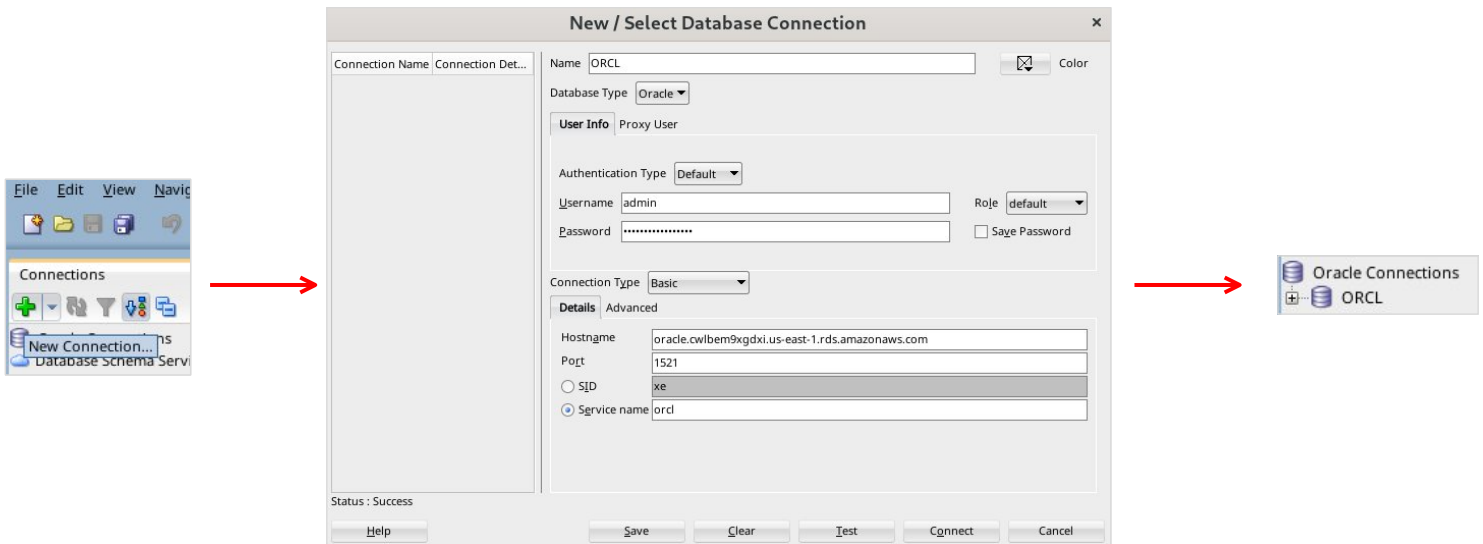 File Edit View Navig
Connections
Oracle Connections
New Connection...
Database Schema Servi
New / Select Database Connection
Connection Name Connection Det...
Name ORCL Color
Database Type Oracle
User Info Proxy User
Authentication Type Default
Username admin Role default
Password ••••••••••••••••• Save Password
Connection Type Basic
Details Advanced
Hostname oracle.cwlbem9xgdxi.us-east-1.rds.amazonaws.com
Port 1521
SID xe
Service name orcl
Status : Success
Help Save Clear Test Connect Cancel
Oracle Connections
ORCL